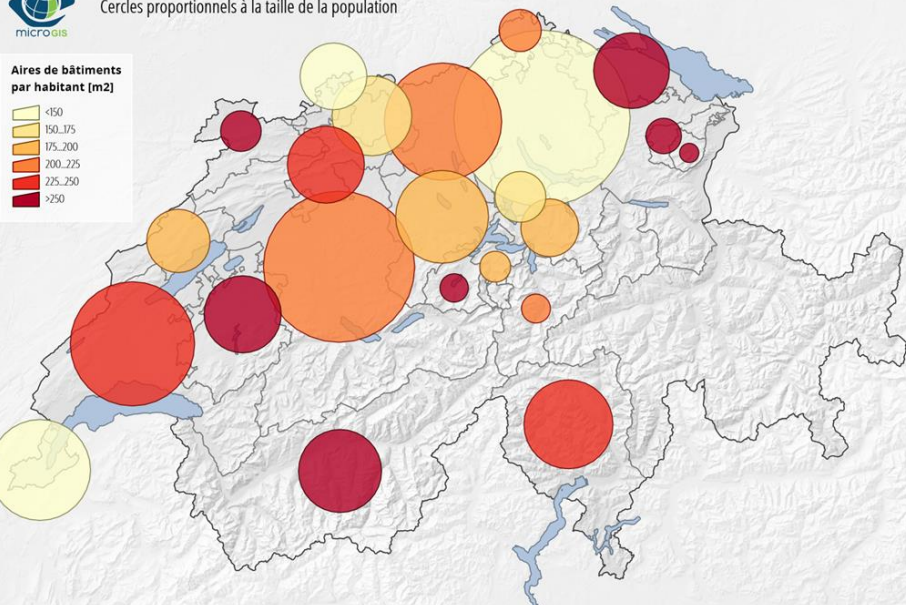 Cercles proportionnels à la taille de la population
microGIS
Aires de bâtiments
par habitant [m2]
<150
150...175
175...200
200...225
225...250
>250